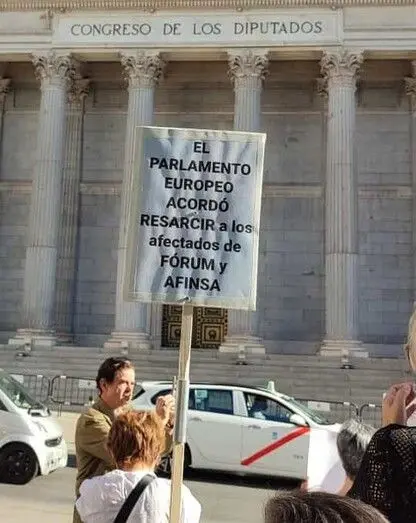 CONGRESO DE LOS DIPUTADOS
EL
PARLAMENTO
EUROPEO
ACORDÓ
RESARCIR a los
afectados de
FÓRUM y
AFINSA